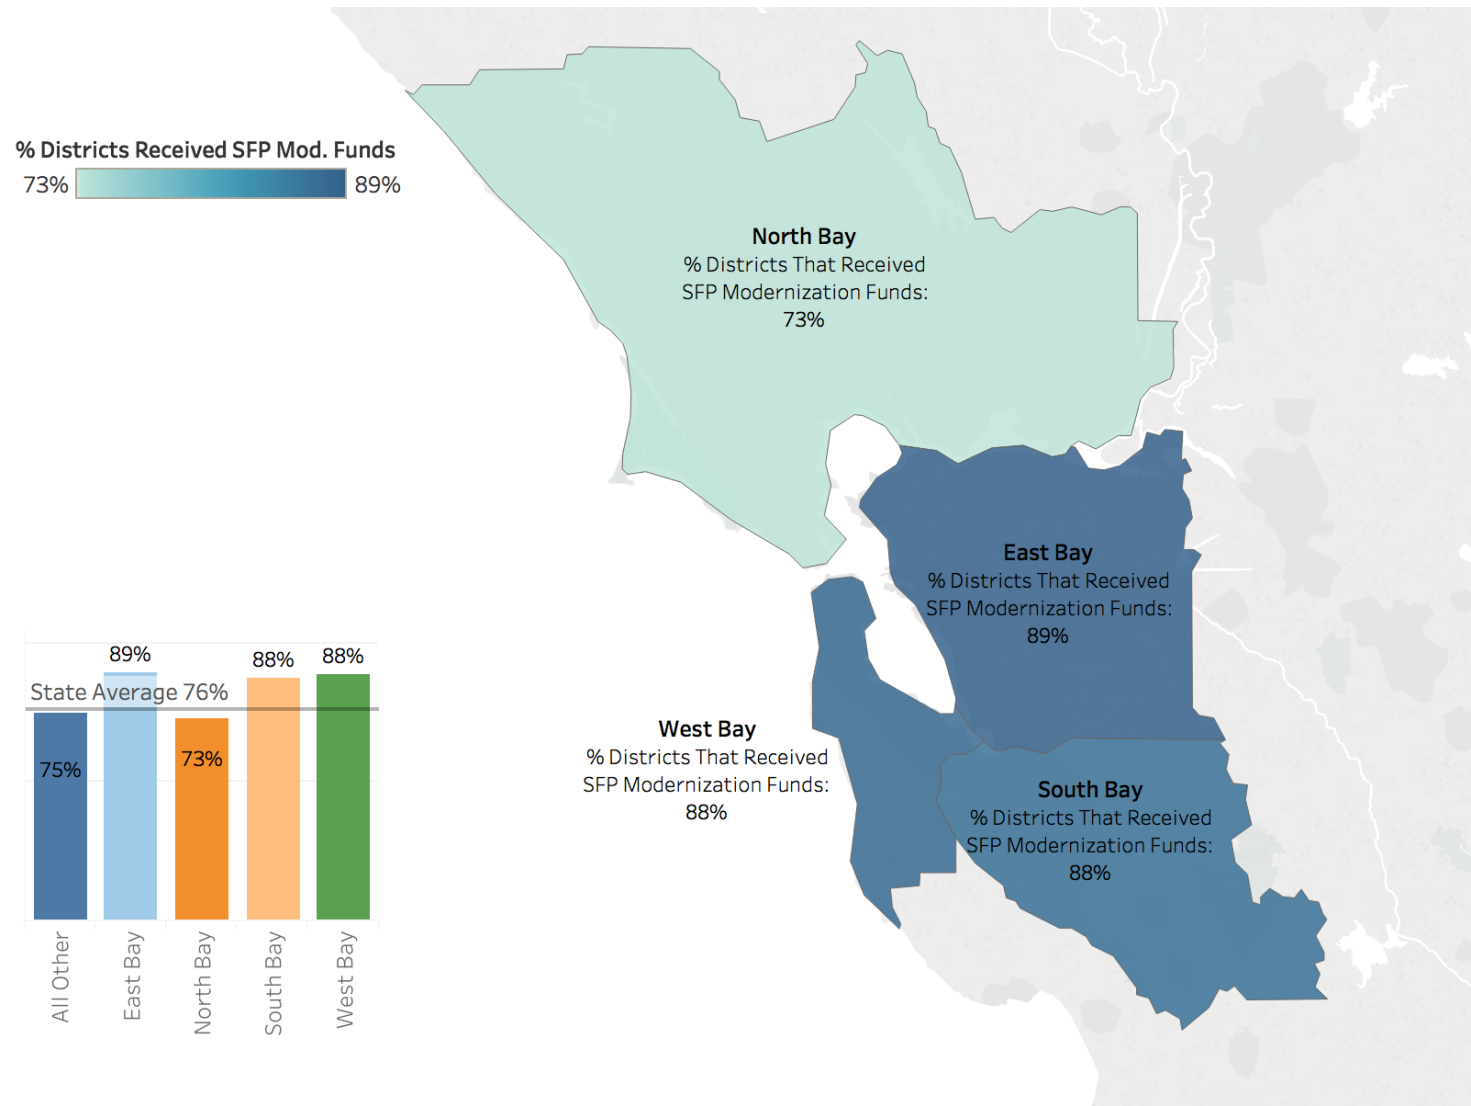 % Districts Received SFP Mod. Funds
73%
89%
North Bay
% Districts That Received
SFP Modernization Funds:
73%
East Bay
% Districts That Received
SFP Modernization Funds:
89%
West Bay
% Districts That Received
SFP Modernization Funds:
88%
South Bay
% Districts That Received
SFP Modernization Funds:
88%
89%
88%
88%
State Average 76%
75%
73%
All Other
East Bay
North Bay
South Bay
West Bay